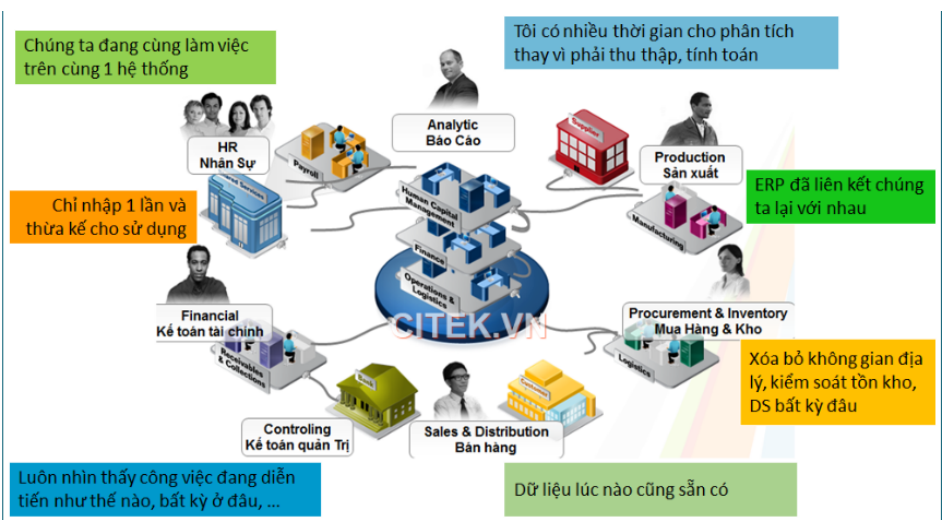 Chúng ta đang cùng làm việc
trên cùng 1 hệ thống
Tôi có nhiều thời gian cho phân tích
thay vì phải thu thập, tính toán
Analytic
Báo Cáo
HR
Nhân Sự
Payroll
Supplier
Production
Sản xuất
Shared Services
Human Capital
Management
Manufacturing
ERP đã liên kết chúng
ta lại với nhau
Chỉ nhập 1 lần và
thừa kế cho sử dụng
Finance
Operations &
Logistics
Financial
Kế toán tài chính
CITEK.VN
Procurement & Inventory
Mua Hàng & Kho
Receivables
& Collections
Logistics
Xóa bỏ không gian địa
lý, kiểm soát tồn kho,
DS bất kỳ đâu
Bank
Customer
Controling
Kế toán quản Trị
Sales & Distribution
Bán hàng
Luôn nhìn thấy công việc đang diễn
tiến như thế nào, bất kỳ ở đâu, ...
Dữ liệu lúc nào cũng sẵn có